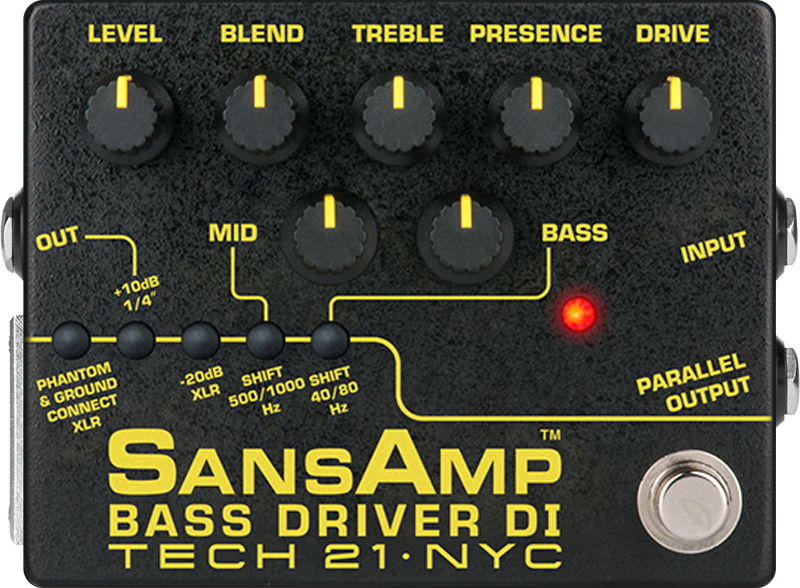 LEVEL
BLEND
TREBLE
PRESENCE
DRIVE
OUT
MID
BASS
INPUT
+10dB
1/4"
PHANTOM
& GROUND
CONNECT
XLR
-20dB
XLR
SHIFT
500/1000
Hz
SHIFT
40/80
Hz
PARALLEL
OUTPUT
SANSAMP™
BASS DRIVER DI
TECH 21·NYC